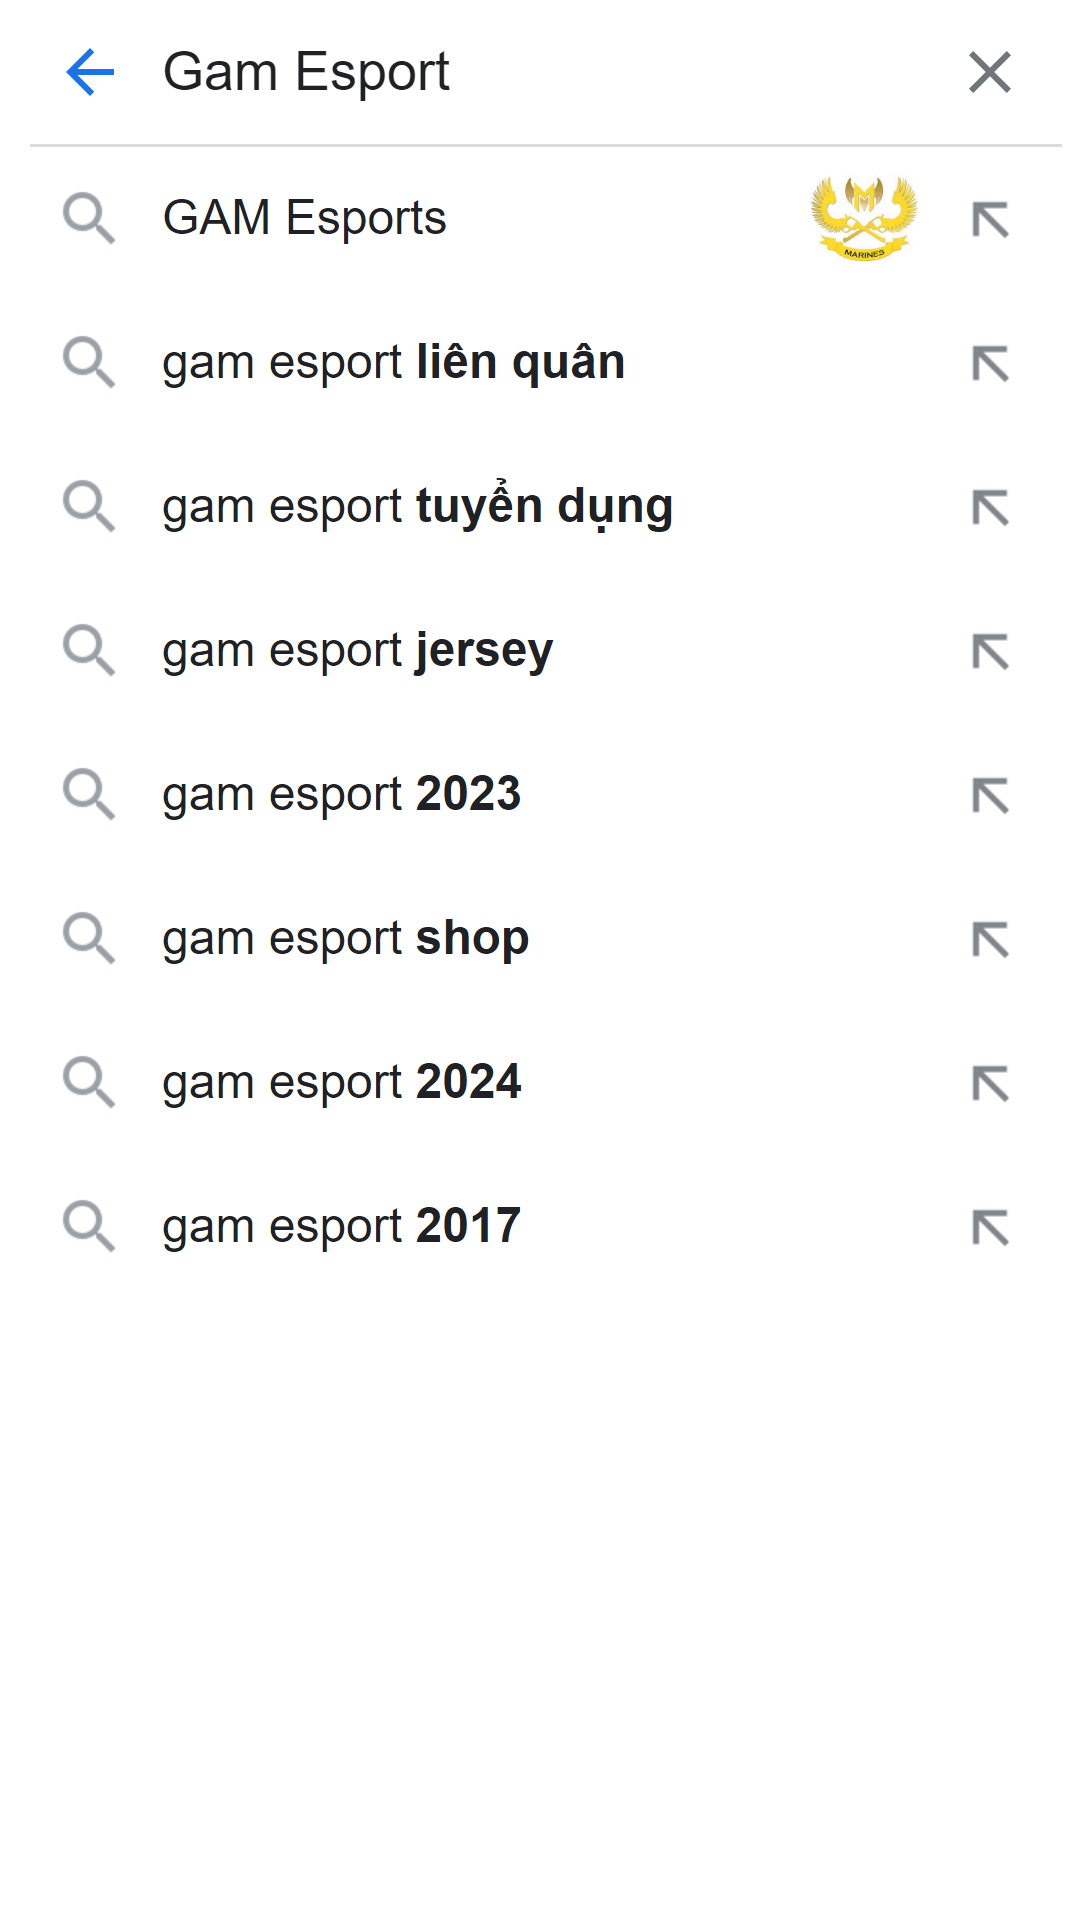 Gam Esport
GAM Esports
MARINES
gam esport liên quân
gam esport tuyển dụng
gam esport jersey
gam esport 2023
gam esport shop
gam esport 2024
gam esport 2017